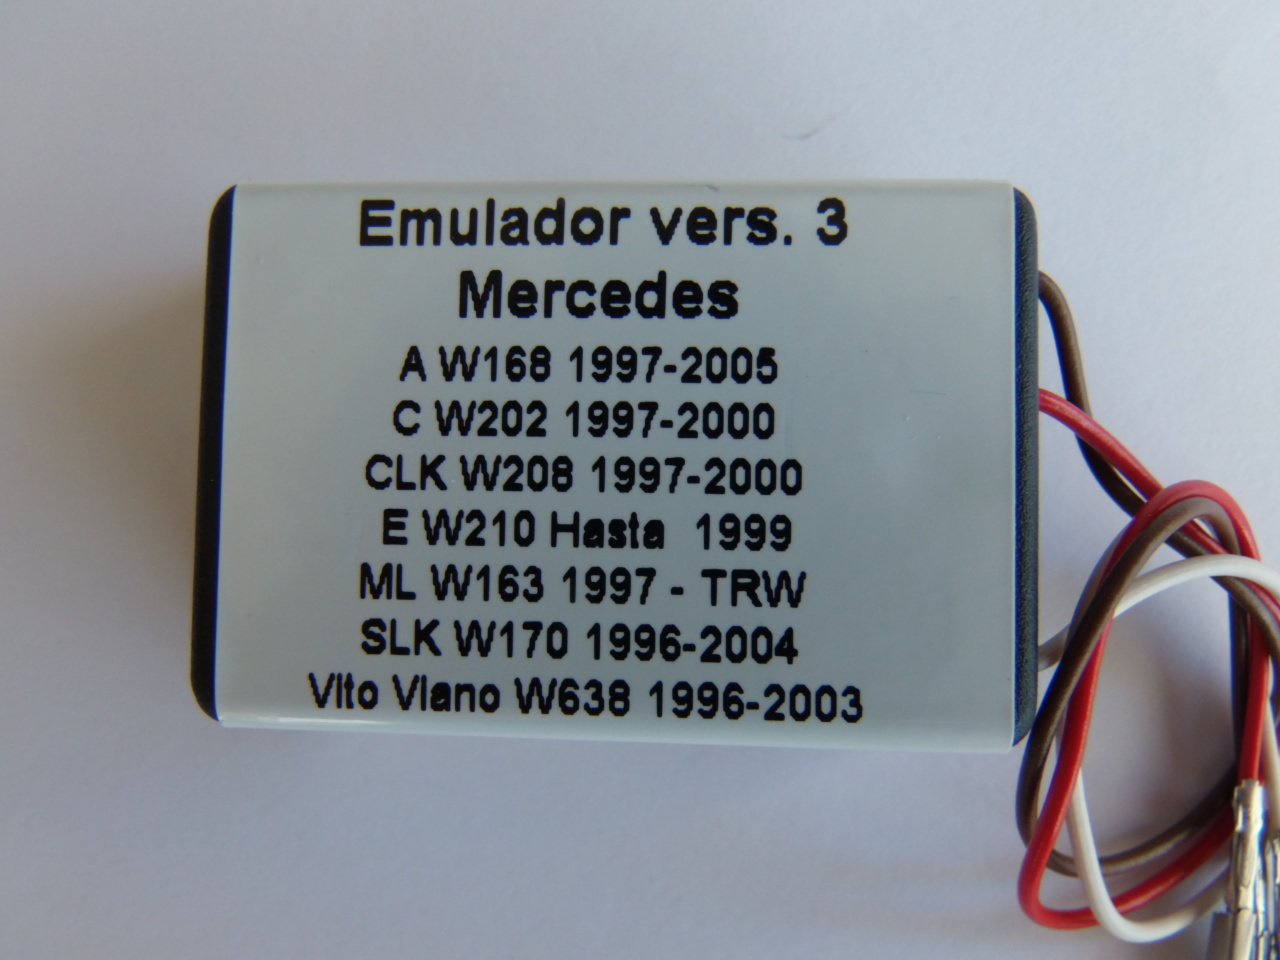 Emulador vers. 3
Mercedes
A W168 1997-2005
C W202 1997-2000
CLK W208 1997-2000
E W210 Hasta 1999
ML W163 1997 - TRW
SLK W170 1996-2004
Vito Viano W638 1996-2003